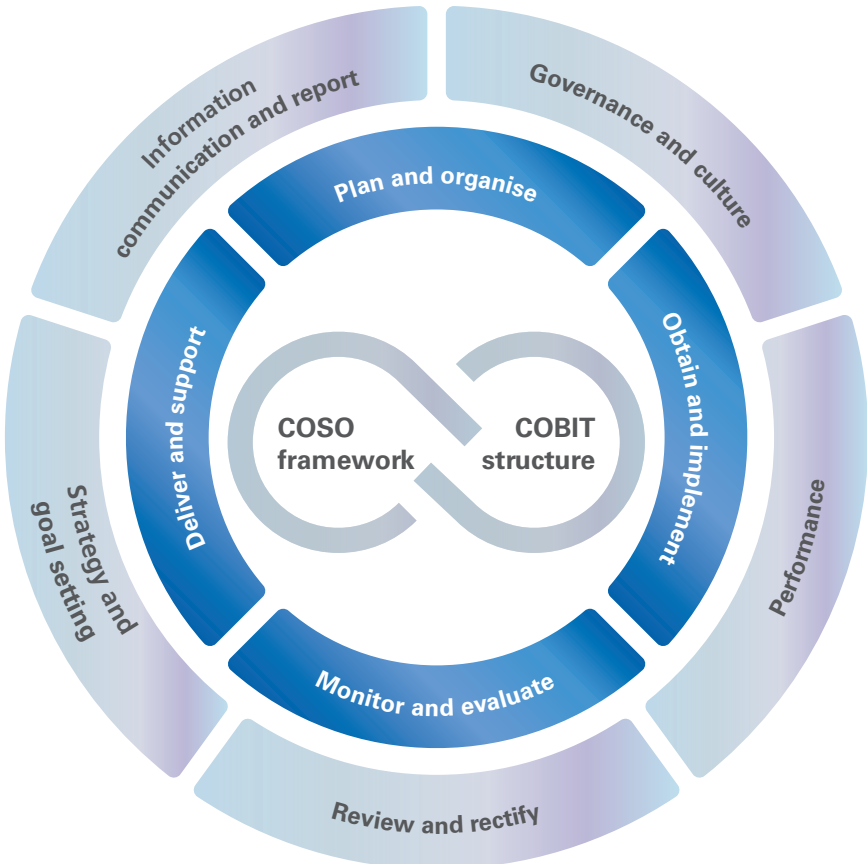 Information
communication and report
Governance and culture
Plan and organise
Deliver and support
Obtain and implement
COSO
framework
COBIT
structure
Strategy and
goal setting
Performance
Monitor and evaluate
Review and rectify